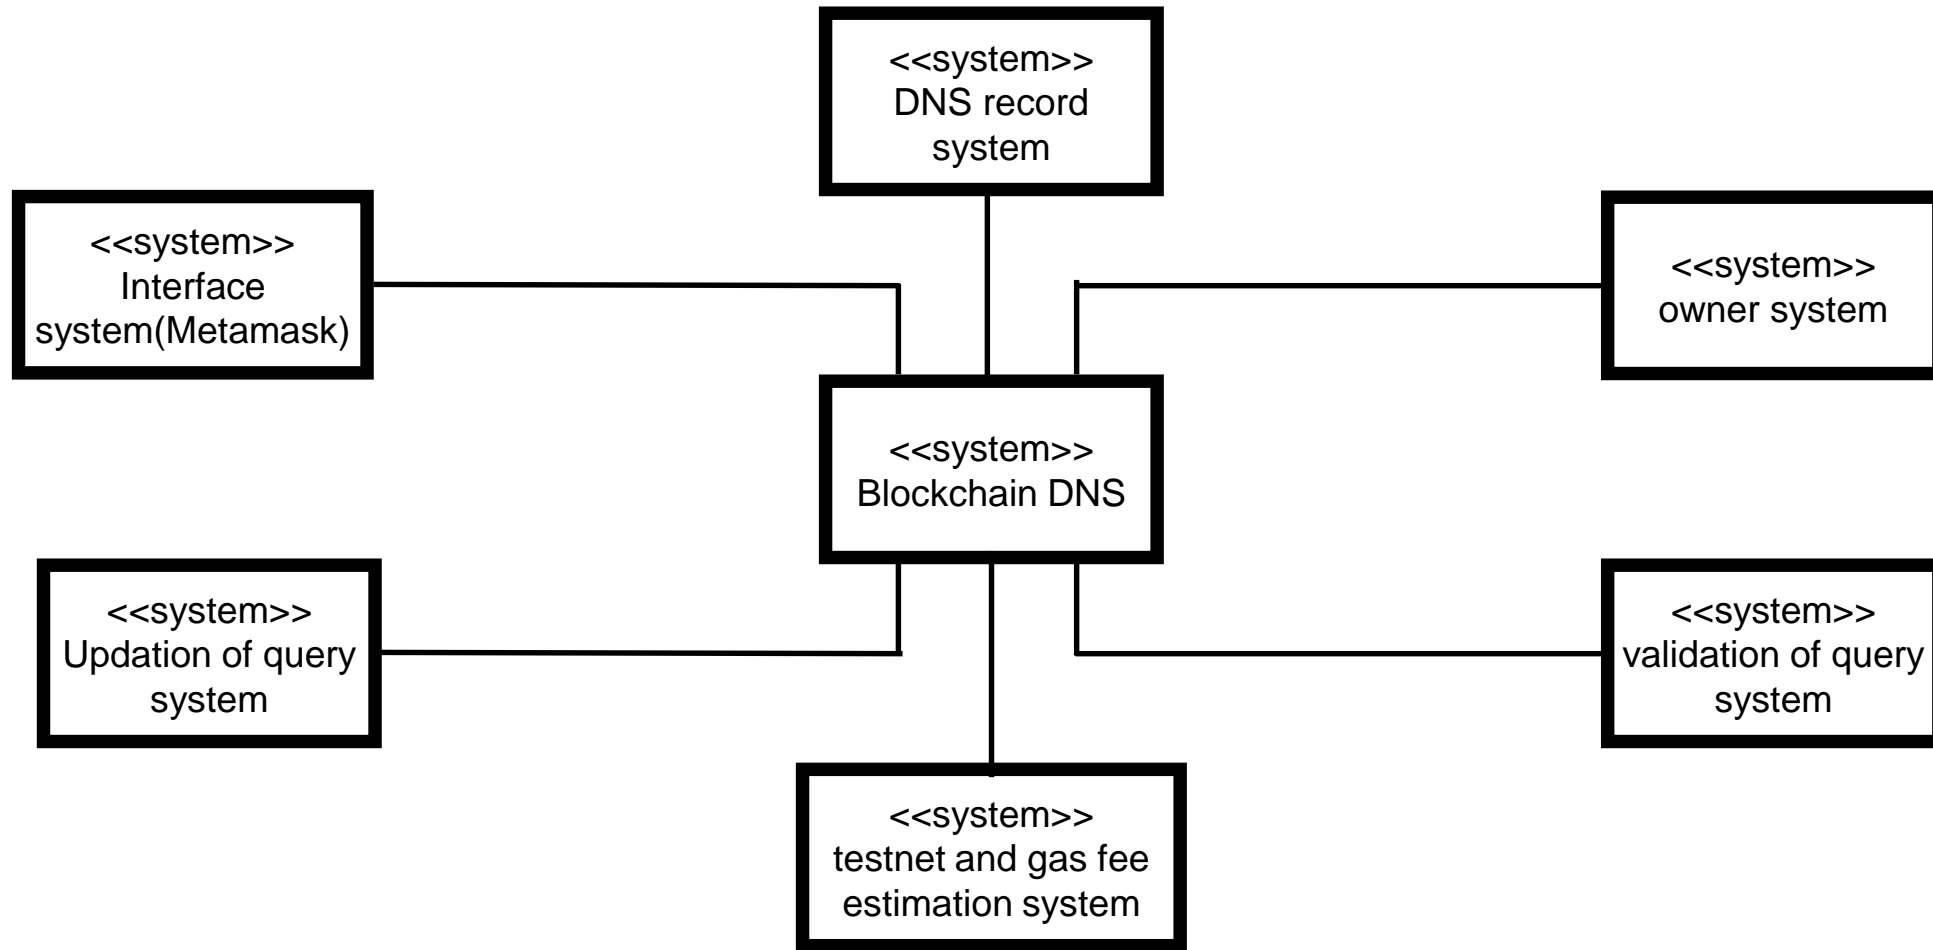 <<system>>
DNS record
system
<<system>>
Interface
system(Metamask)
<<system>>
owner system
<<system>>
Blockchain DNS
<<system>>
Updation of query
system
<<system>>
validation of query
system
<<system>>
testnet and gas fee
estimation system